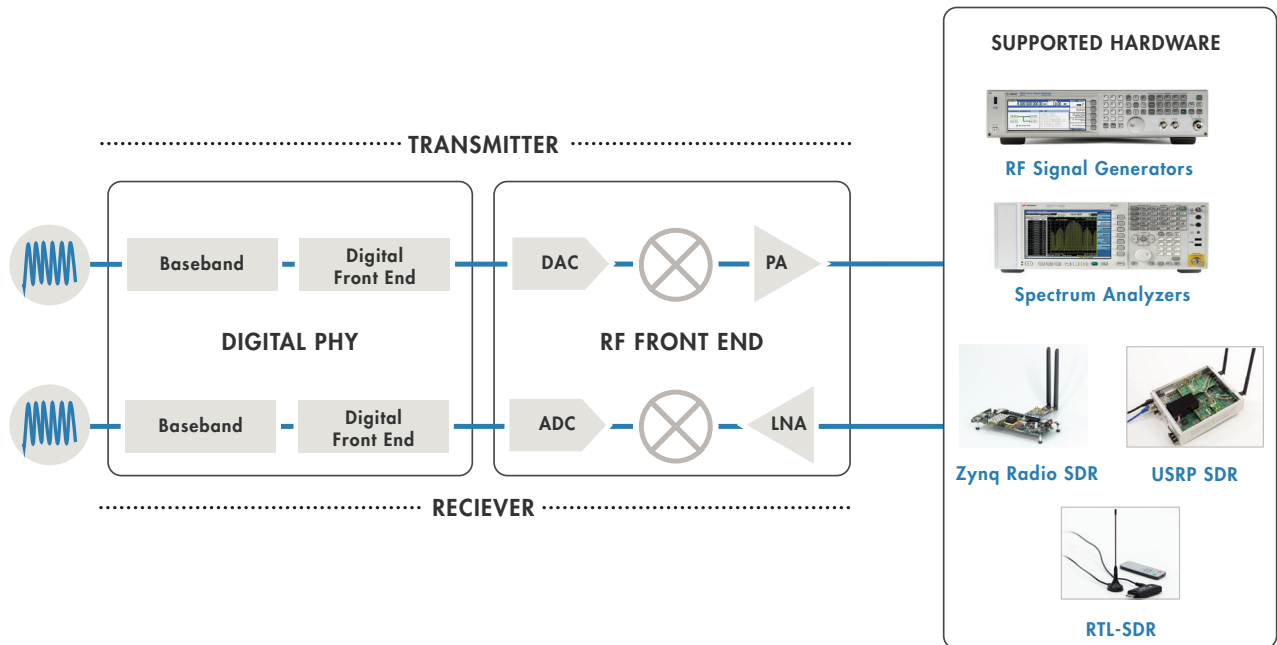 SUPPORTED HARDWARE
RF Signal Generators
Spectrum Analyzers
Zynq Radio SDR
USRP SDR
RTL-SDR
TRANSMITTER
Baseband
Digital
Front End
DAC
PA
DIGITAL PHY
RF FRONT END
Baseband
Digital
Front End
ADC
LNA
RECIEVER